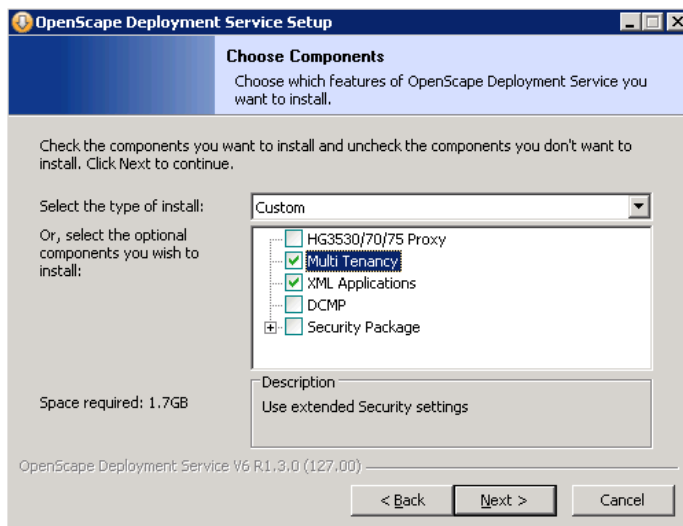 OpenScape Deployment Service Setup
Choose Components
Choose which features of OpenScape Deployment Service you
want to install.
Check the components you want to install and uncheck the components you don't want to
install. Click Next to continue.
Select the type of install:
Custom
Or, select the optional
components you wish to
install:
HG3530/70/75 Proxy
Multi Tenancy
XML Applications
DCMP
Security Package
Space required: 1.7GB
Description
Use extended Security settings
OpenScape Deployment Service V6 R1.3.0 (127.00)
< Back
Next >
Cancel